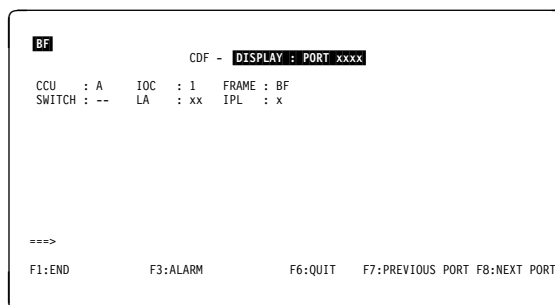 BF
CDF - DISPLAY : PORT xxxx
CCU : A IOC : 1 FRAME : BF
SWITCH : -- LA : xx IPL : x
===>
F1:END F3:ALARM F6:QUIT F7:PREVIOUS PORT F8:NEXT PORT